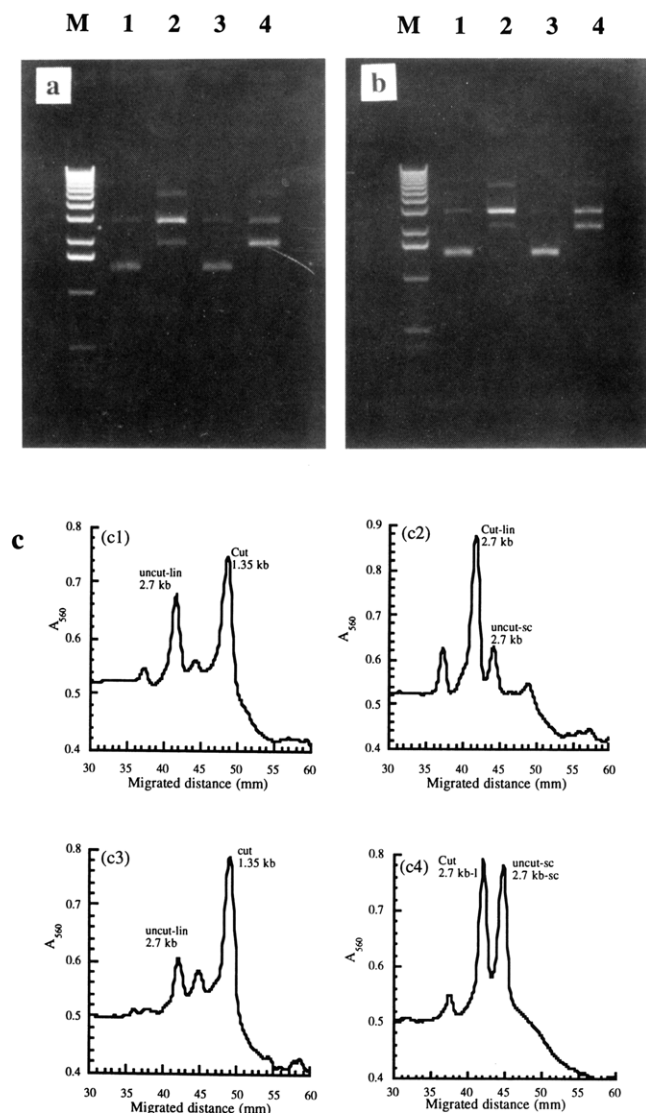 M 1 2 3 4
M 1 2 3 4
a
b
c
(c1)
0.8
0.7
0.6
0.5
0.4
A560
uncut-lin
2.7 kb
Cut
1.35 kb
30 35 40 45 50 55 60
Migrated distance (mm)
(c2)
0.9
0.8
0.7
0.6
0.5
0.4
A560
Cut-lin
2.7 kb
uncut-sc
2.7 kb
30 35 40 45 50 55 60
Migrated distance (mm)
(c3)
0.8
0.7
0.6
0.5
0.4
A560
uncut-lin
2.7 kb
cut
1.35 kb
30 35 40 45 50 55 60
Migrated distance (mm)
(c4)
0.8
0.7
0.6
0.5
0.4
A560
Cut
2.7 kb-l
uncut-sc
2.7 kb-sc
30 35 40 45 50 55 60
Migrated distance (mm)